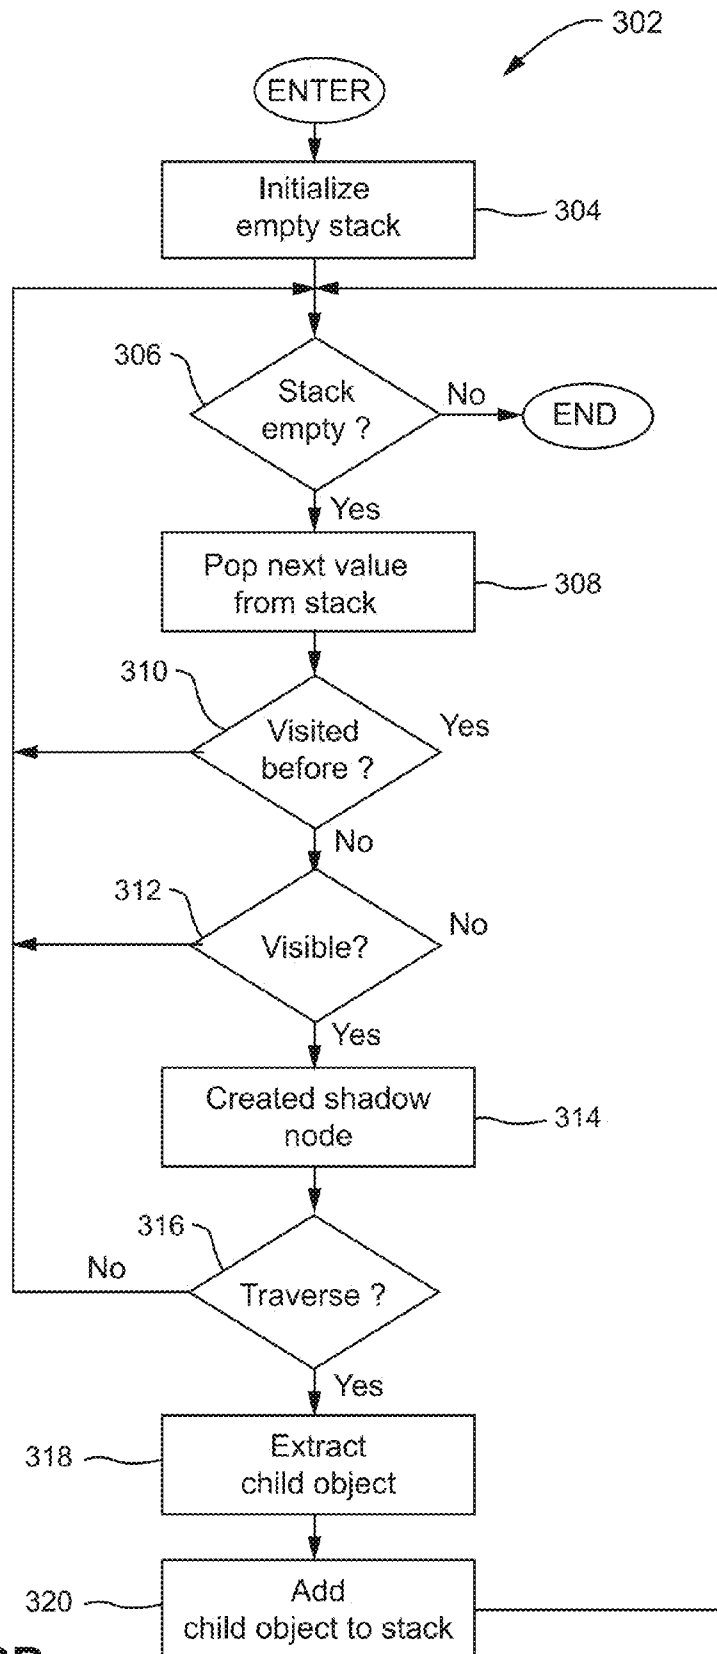 302
ENTER
Initialize
empty stack
304
306
Stack
empty ?
No
END
Yes
Pop next value
from stack
308
310
Visited
before ?
Yes
No
312
Visible?
No
Yes
Created shadow
node
314
316
Traverse ?
No
Yes
318
Extract
child object
320
Add
child object to stack